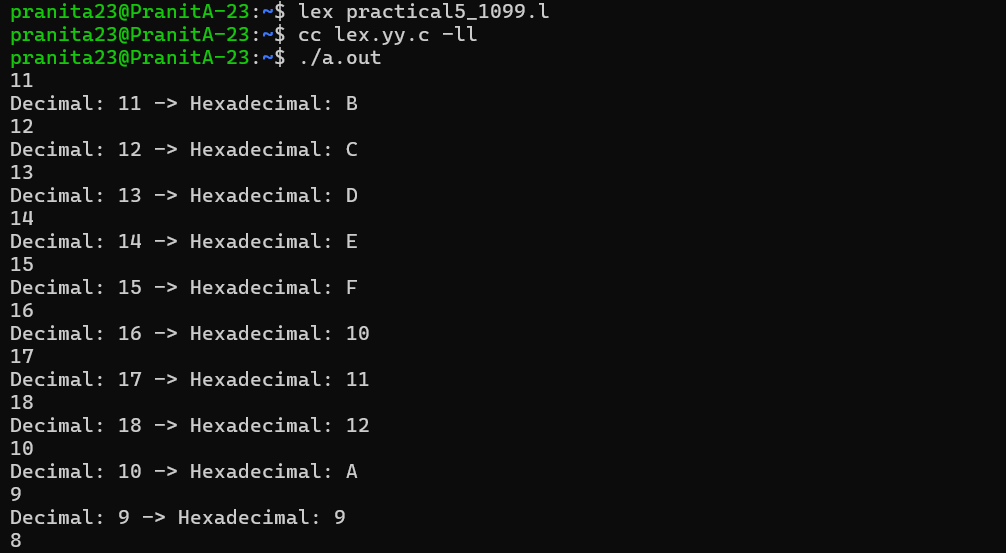 pranita23@PranitA-23:~$ lex practical5_1099.l
pranita23@PranitA-23:~$ cc lex.yy.c -ll
pranita23@PranitA-23:~$ ./a.out
11
Decimal: 11 -> Hexadecimal: B
12
Decimal: 12 -> Hexadecimal: C
13
Decimal: 13 -> Hexadecimal: D
14
Decimal: 14 -> Hexadecimal: E
15
Decimal: 15 -> Hexadecimal: F
16
Decimal: 16 -> Hexadecimal: 10
17
Decimal: 17 -> Hexadecimal: 11
18
Decimal: 18 -> Hexadecimal: 12
10
Decimal: 10 -> Hexadecimal: A
9
Decimal: 9 -> Hexadecimal: 9
8